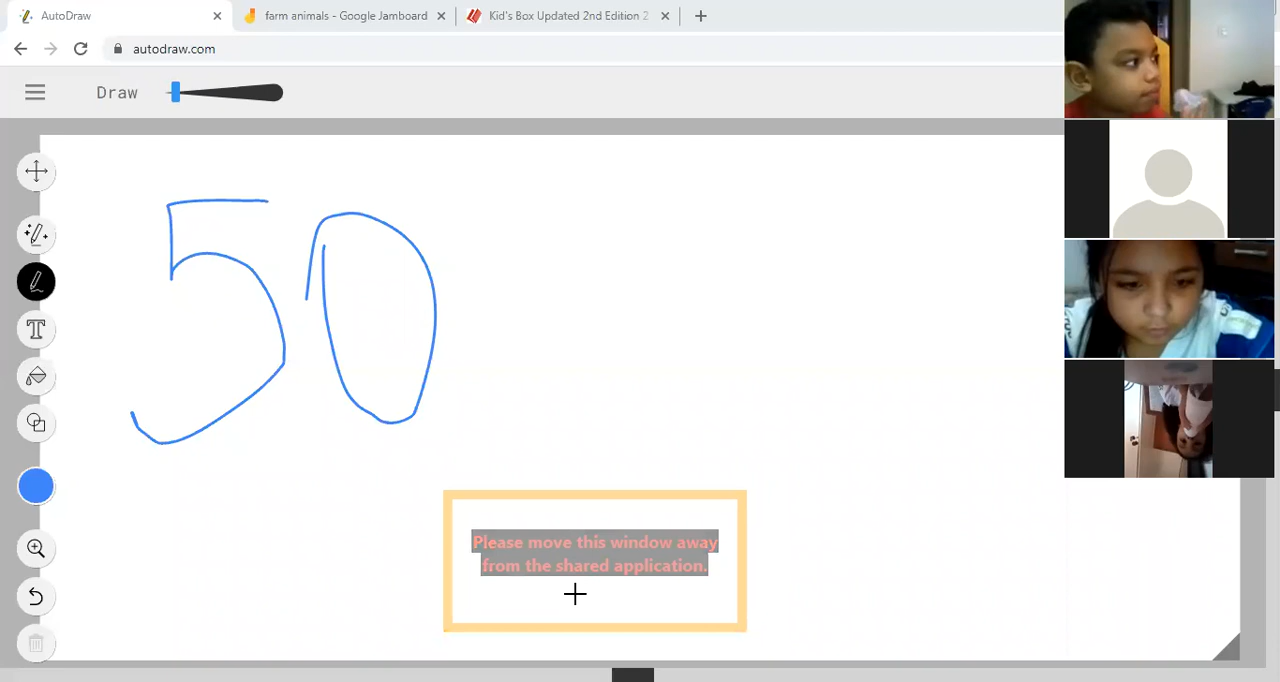 AutoDraw
farm animals - Google Jamboard
Kid's Box Updated 2nd Edition 2
autodraw.com
Draw
50
T
Please move this window away
from the shared application.